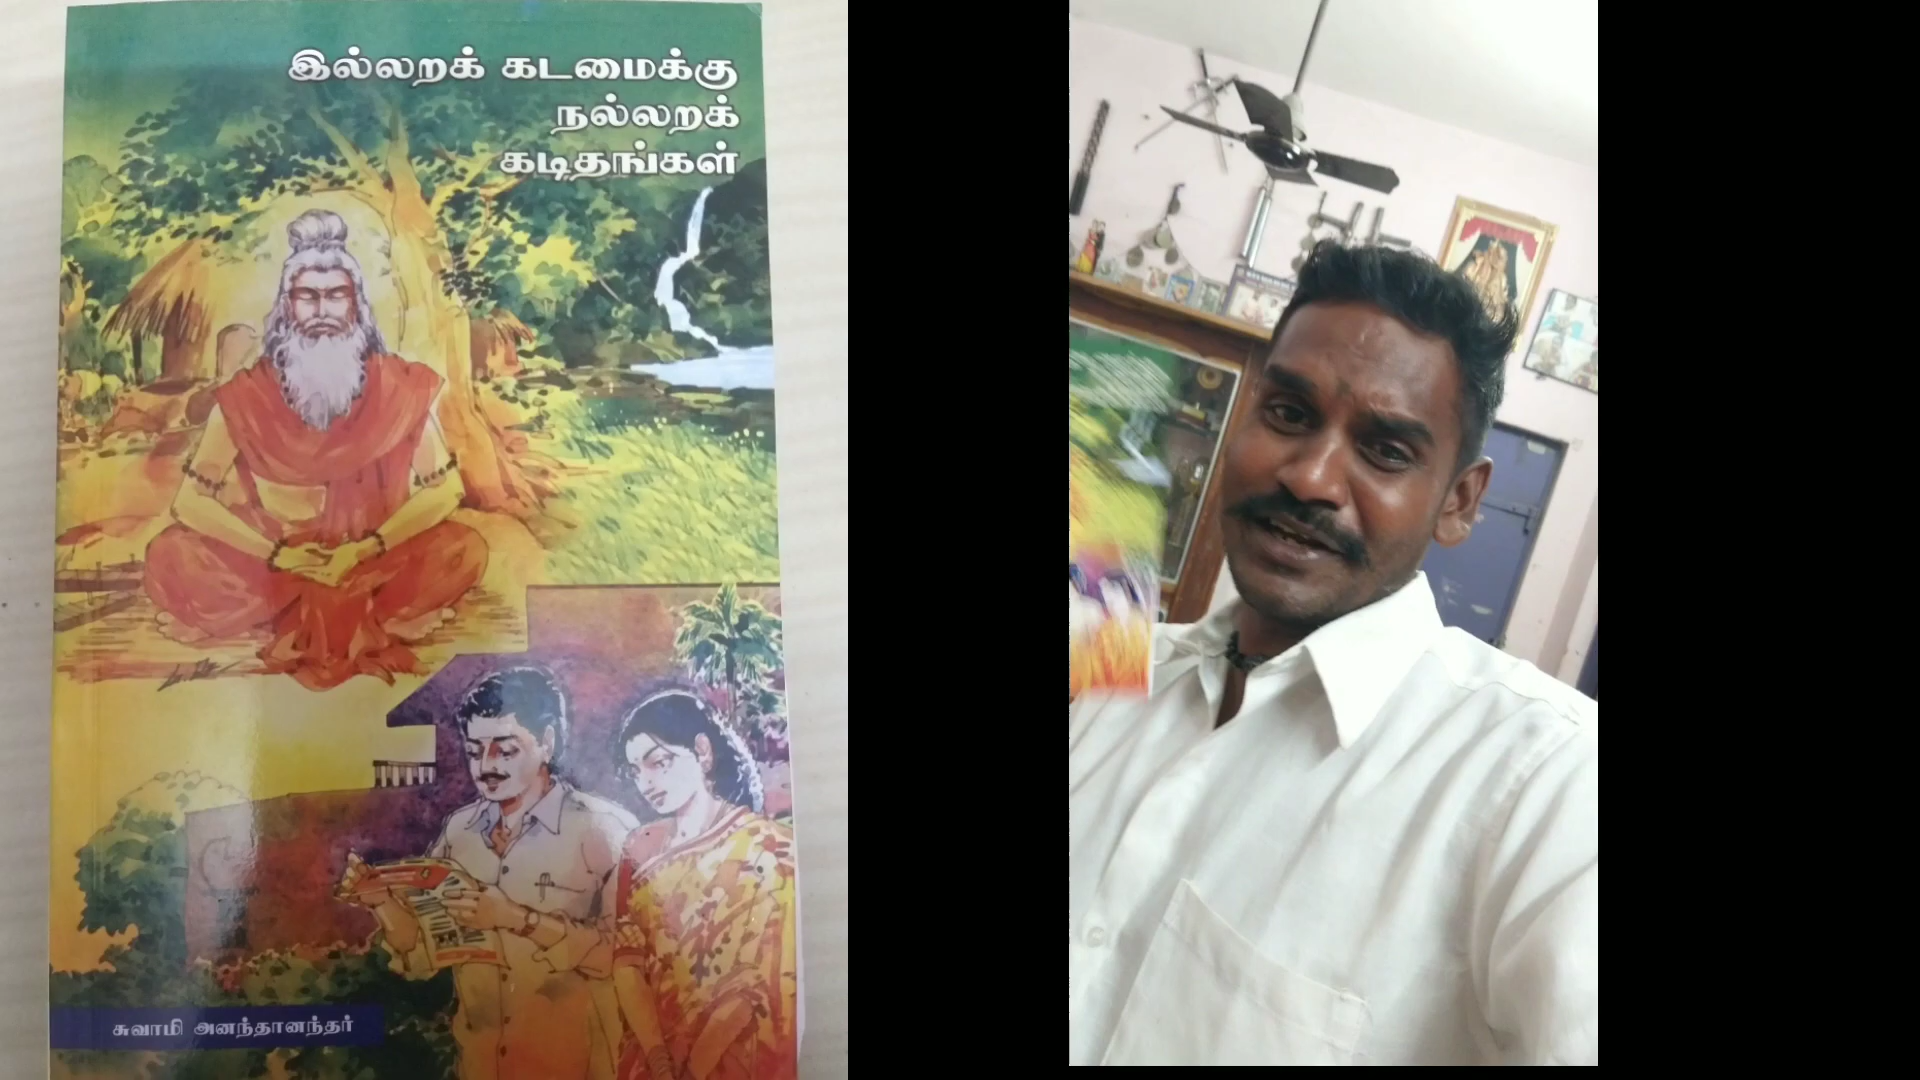 இல்லறக் கடமைக்கு
நல்லறக்
கடிதங்கள்
சுவாமி அனந்தானந்தர்